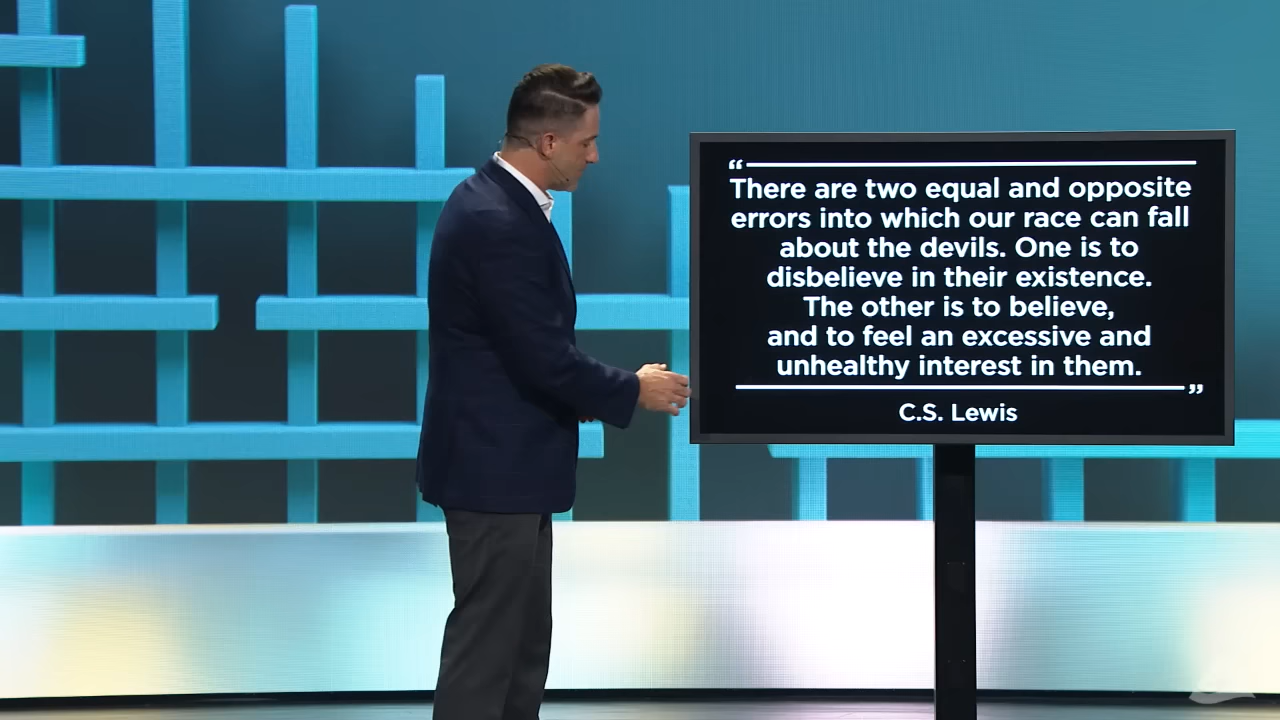 “
There are two equal and opposite
errors into which our race can fall
about the devils. One is to
disbelieve in their existence.
The other is to believe,
and to feel an excessive and
unhealthy interest in them.
”
C.S. Lewis